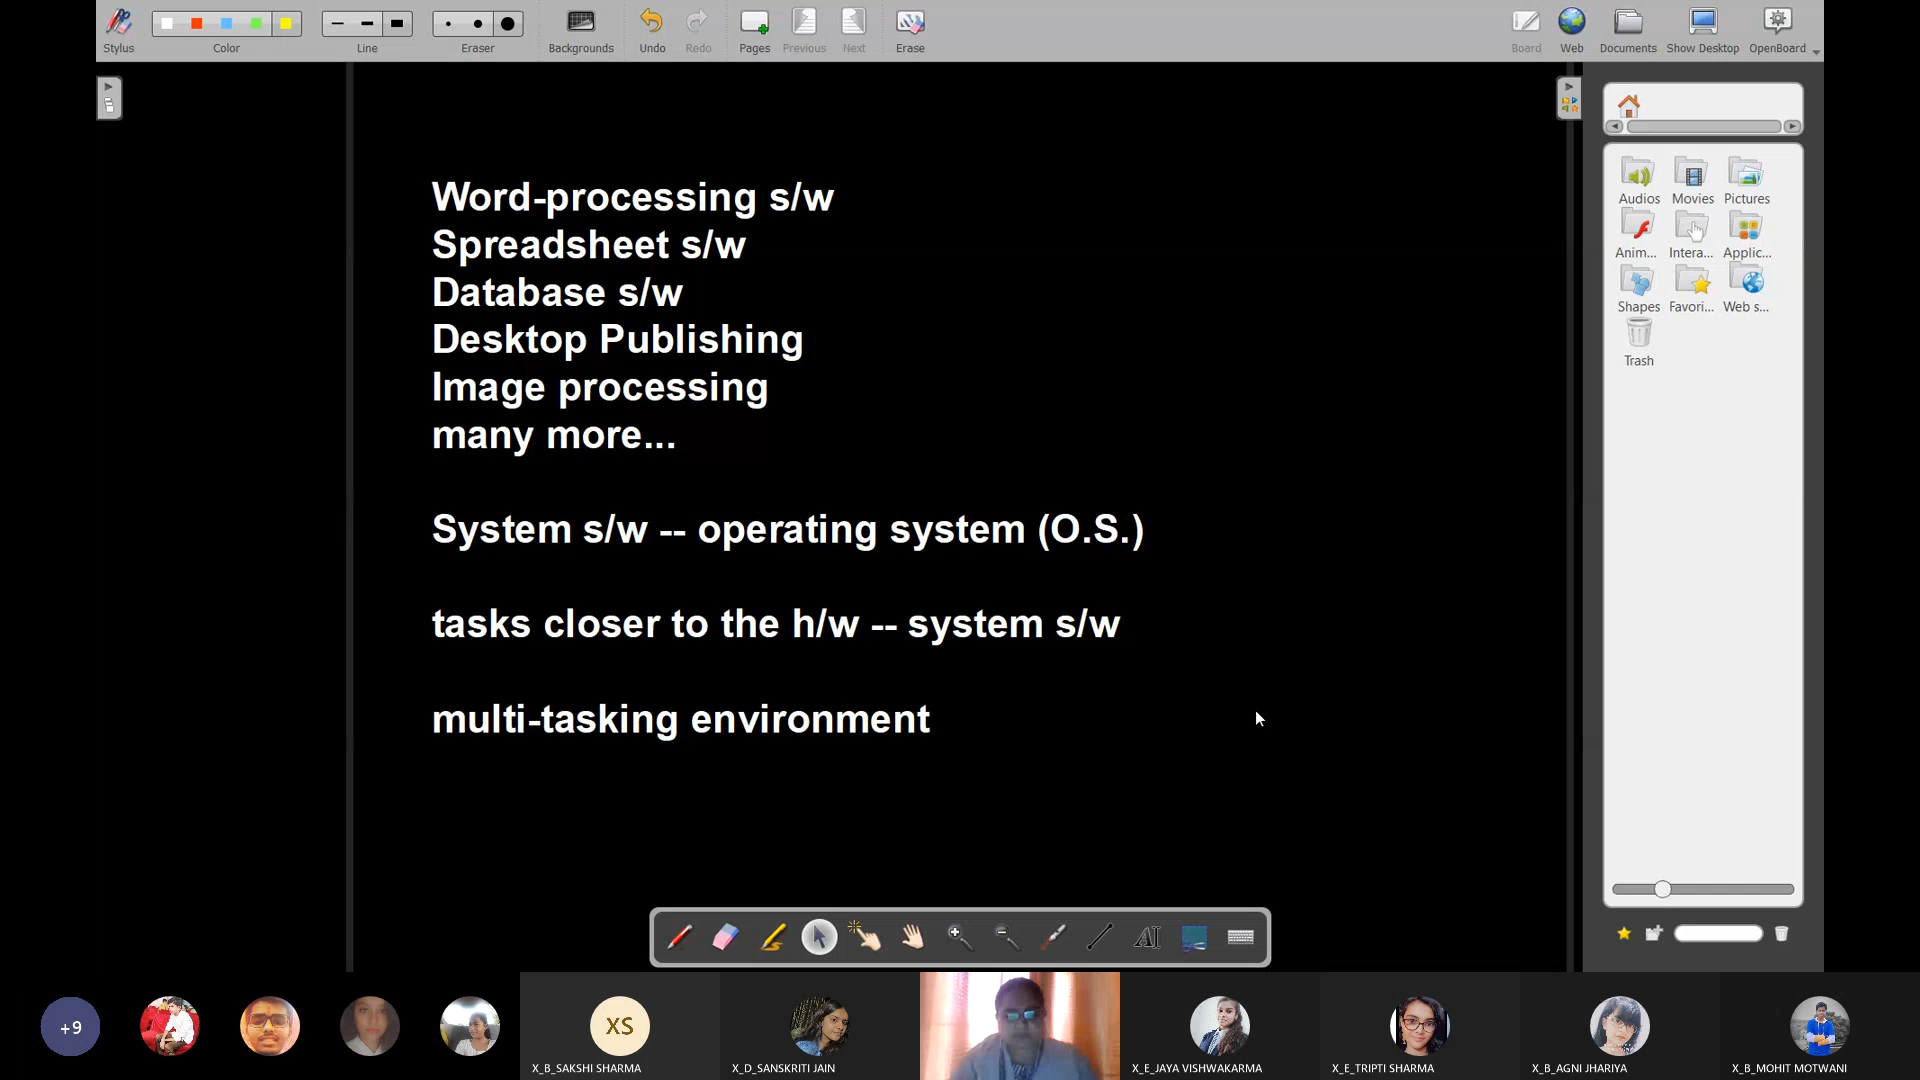 Stylus
Color
Line
Eraser
Backgrounds
Undo
Redo
Pages
Previous
Next
Erase
Board
Web
Documents
Show Desktop
OpenBoard
Word-processing s/w
Spreadsheet s/w
Database s/w
Desktop Publishing
Image processing
many more...
System s/w -- operating system (O.S.)
tasks closer to the h/w -- system s/w
multi-tasking environment
Audios Movies Pictures
Anim... Intera... Applic...
Shapes Favori... Web s...
Trash
AI
+9
XS
X_B_SAKSHI SHARMA
X_D_SANSKRITI JAIN
X_E_JAYA VISHWAKARMA
X_E_TRIPTI SHARMA
X_B_AGNI JHARIYA
X_B_MOHIT MOTWANI